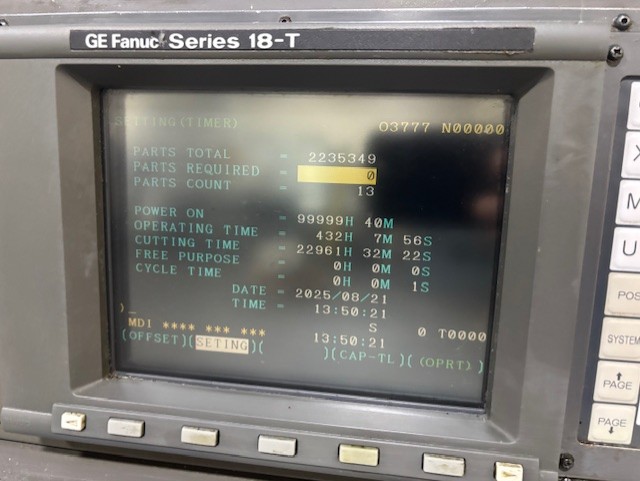 GE Fanuc Series 18-T
SETTING(TIMER) O3777 N00000
PARTS TOTAL = 2235349
PARTS REQUIRED = 0
PARTS COUNT = 13
POWER ON = 99999H 40M
OPERATING TIME = 432H 7M 56S
CUTTING TIME = 22961H 32M 22S
FREE PURPOSE = 0H 0M 0S
CYCLE TIME = 0H 0M 1S
DATE = 2025/08/21
TIME = 13:50:21
)_
S 0 T0000
MDI **** *** *** 13:50:21
(OFFSET)(SETING)( )(CAP-TL)((OPRT))
POS
SYSTEM
PAGE
PAGE